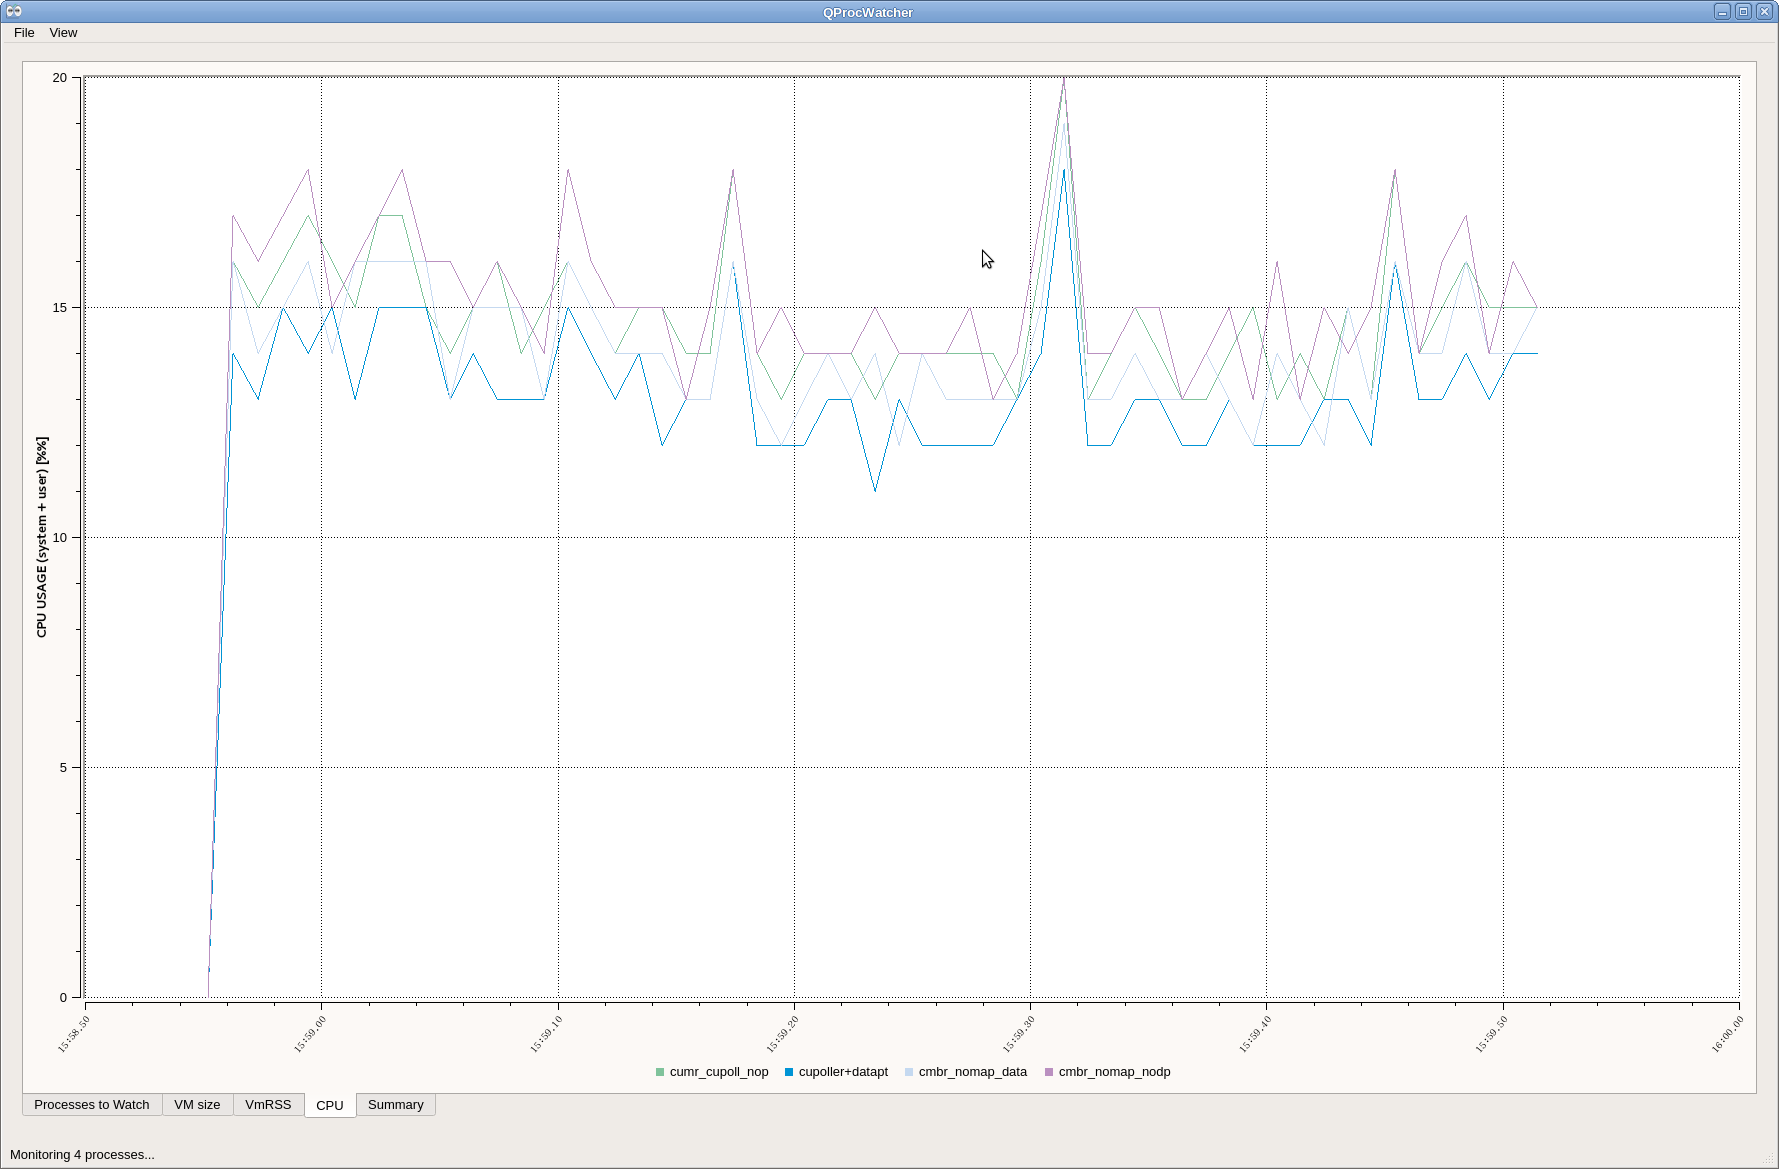 QProcWatcher
File View
CPU USAGE (system + user) [%%]
20
15
10
5
0
15:58.50 15:59.00 15:59.10 15:59.20 15:59.30 15:59.40 15:59.50 16:00.00
cumr_cupoll_nop cupoller+datapt cmbr_nomap_data cmbr_nomap_nodp
Processes to Watch VM size VmRSS CPU Summary
Monitoring 4 processes...